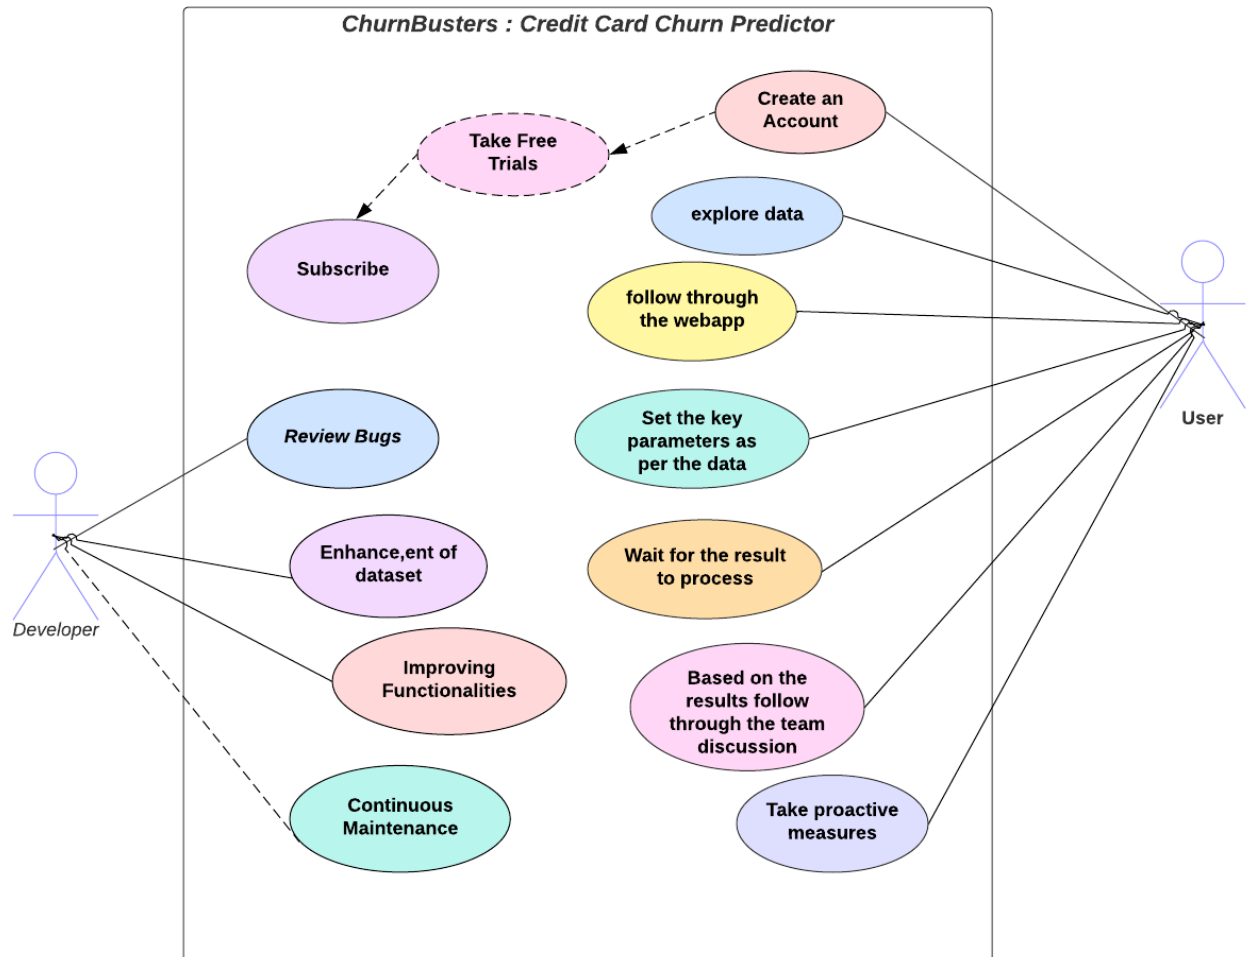 ChurnBusters : Credit Card Churn Predictor
Create an
Account
Take Free
Trials
explore data
Subscribe
follow through
the webapp
User
Set the key
parameters as
per the data
Review Bugs
Wait for the result
to process
Enhance,ent of
dataset
Developer
Improving
Functionalities
Based on the
results follow
through the team
discussion
Continuous
Maintenance
Take proactive
measures